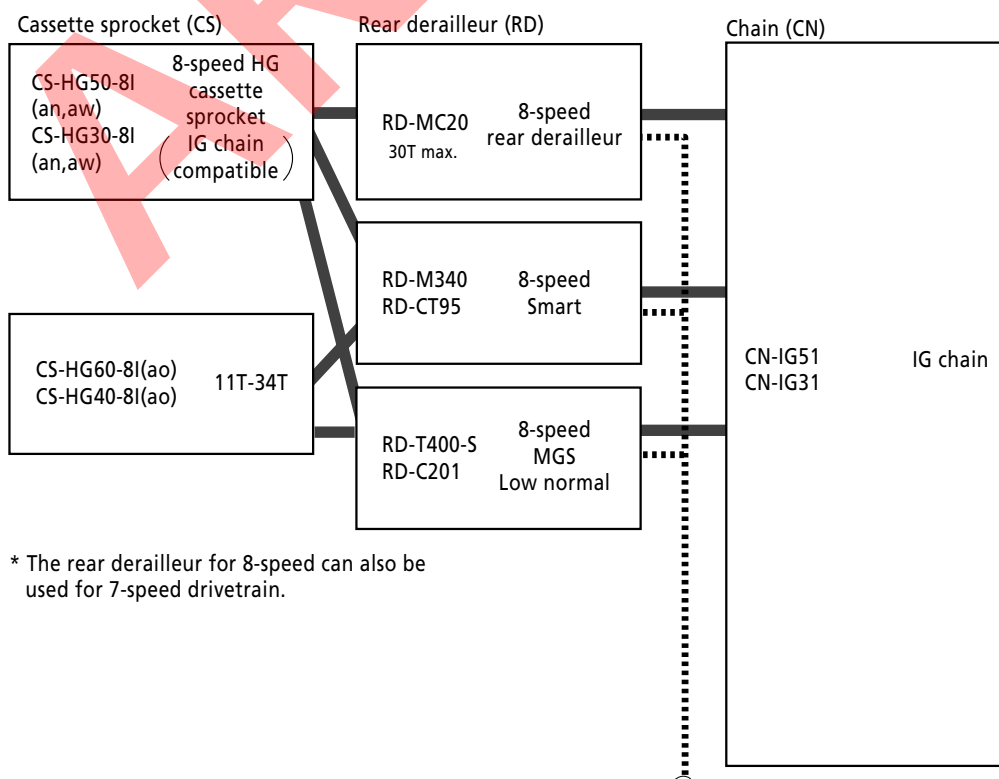 Cassette sprocket (CS)
Rear derailleur (RD)
Chain (CN)
CS-HG50-8I
(an,aw)
CS-HG30-8I
(an,aw)
8-speed HG
cassette
sprocket
(IG chain
compatible)
RD-MC20
30T max.
8-speed
rear derailleur
RD-M340
RD-CT95
8-speed
Smart
CS-HG60-8I(ao)
CS-HG40-8I(ao)
11T-34T
RD-T400-S
RD-C201
8-speed
MGS
Low normal
CN-IG51
CN-IG31
IG chain
* The rear derailleur for 8-speed can also be
used for 7-speed drivetrain.